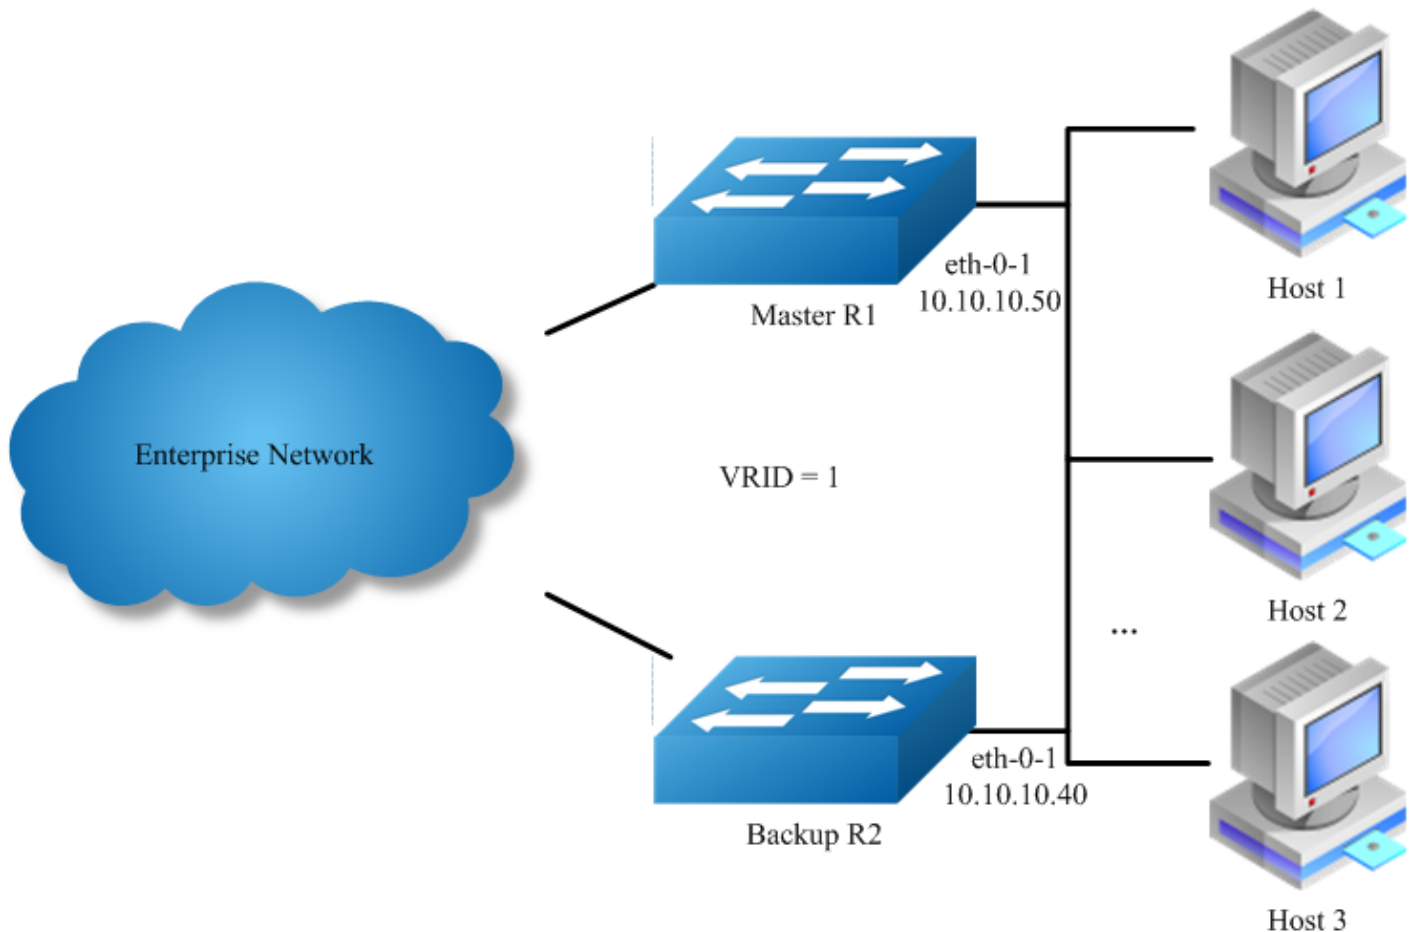 eth-0-1
10.10.10.50
Master R1
Host 1
Enterprise Network
VRID = 1
Host 2
...
eth-0-1
10.10.10.40
Backup R2
Host 3